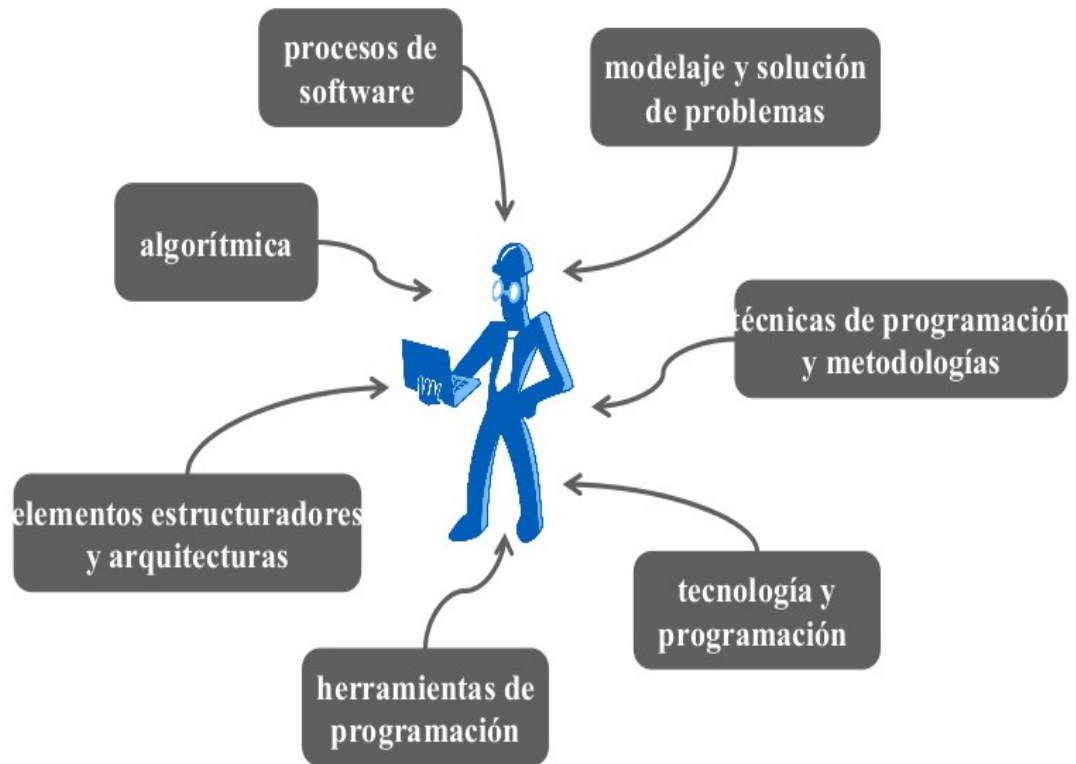 procesos de
software
modelaje y solución
de problemas
algorítmica
técnicas de programación
y metodologías
elementos estructuradores
y arquitecturas
tecnología y
programación
herramientas de
programación